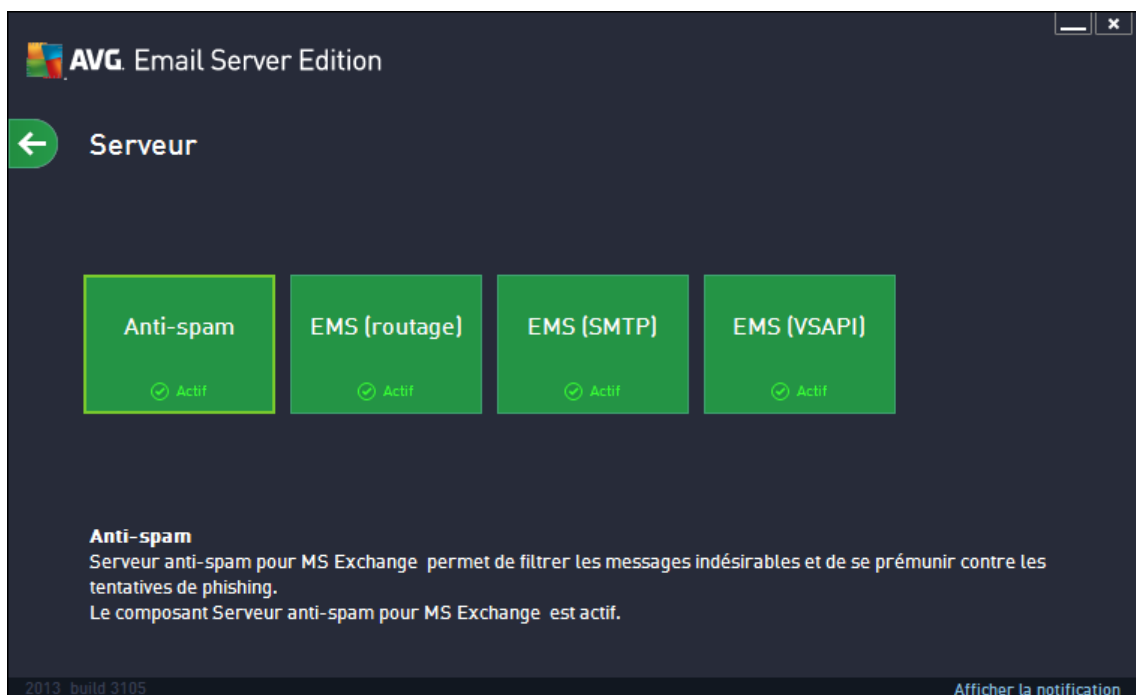 AVG. Email Server Edition
Serveur
Anti-spam
Actif
EMS (routage)
Actif
EMS (SMTP)
Actif
EMS (VSAPI)
Actif
Anti-spam
Serveur anti-spam pour MS Exchange permet de filtrer les messages indésirables et de se prémunir contre les
tentatives de phishing.
Le composant Serveur anti-spam pour MS Exchange est actif.
2013 build 3105
Afficher la notification